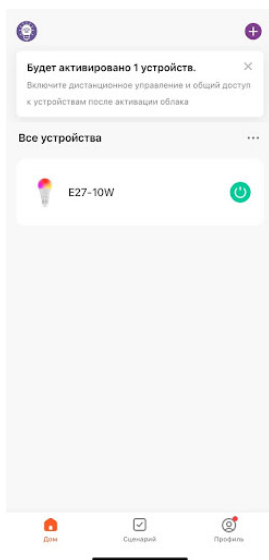 Будет активировано 1 устройств.
Включите дистанционное управление и общий доступ
к устройствам после активации облака
Все устройства
E27-10W
Дом
Сценарий
Профиль